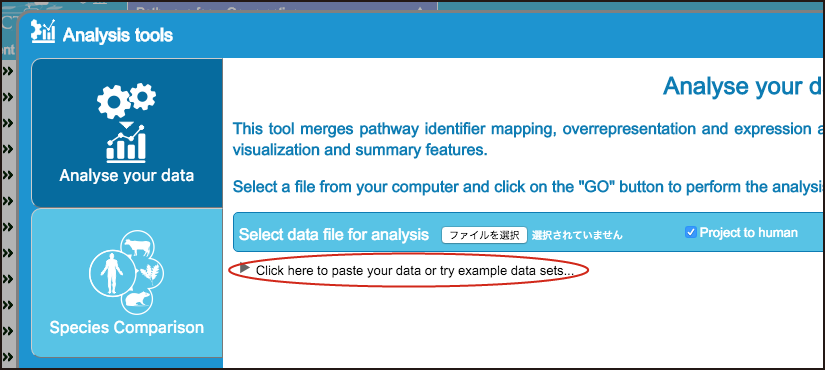 Analysis tools
Analyse your data
Species Comparison
Analyse your d
This tool merges pathway identifier mapping, overrepresentation and expression a
visualization and summary features.
Select a file from your computer and click on the "GO" button to perform the analysis
Select data file for analysis ファイルを選択 選択されていません Project to human
Click here to paste your data or try example data sets...